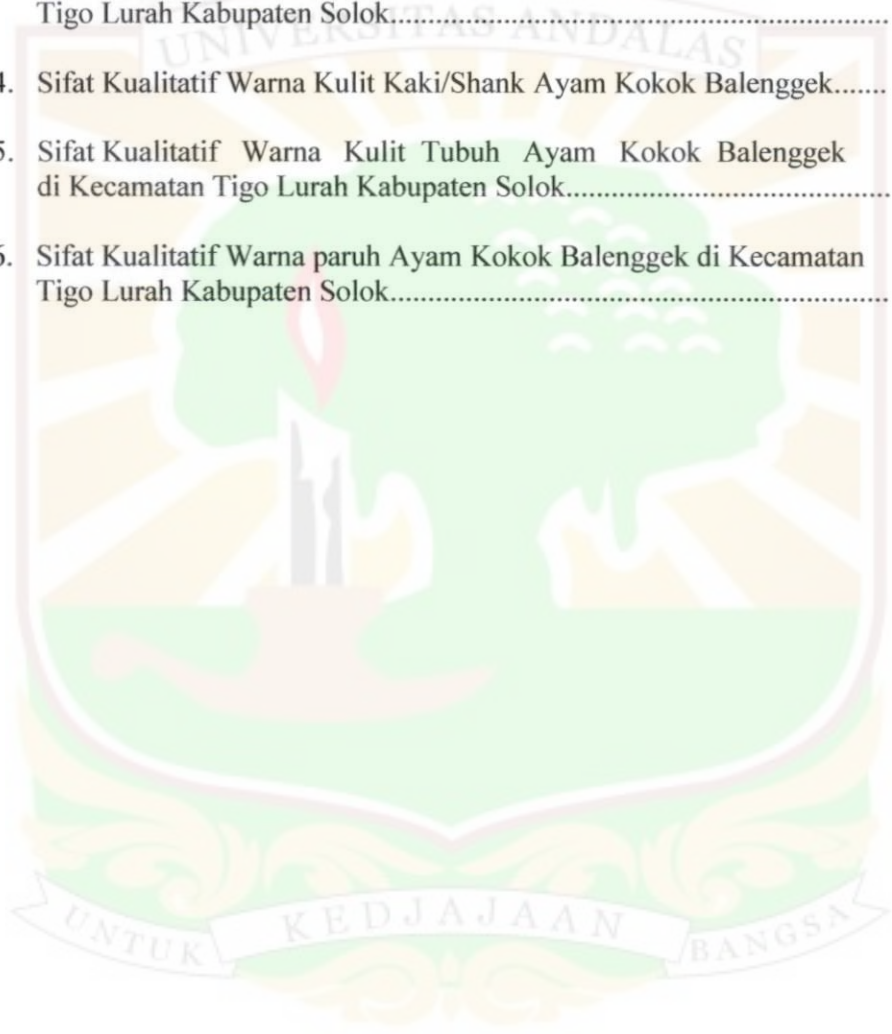 Tigo Lurah Kabupaten Solok..................................................................
UNIVERSITAS ANDALAS
4. Sifat Kualitatif Warna Kulit Kaki/Shank Ayam Kokok Balenggek.......
5. Sifat Kualitatif Warna Kulit Tubuh Ayam Kokok Balenggek
di Kecamatan Tigo Lurah Kabupaten Solok...........................................
6. Sifat Kualitatif Warna paruh Ayam Kokok Balenggek di Kecamatan
Tigo Lurah Kabupaten Solok..................................................................
UNTUK KEDJAJAAN BANGSA